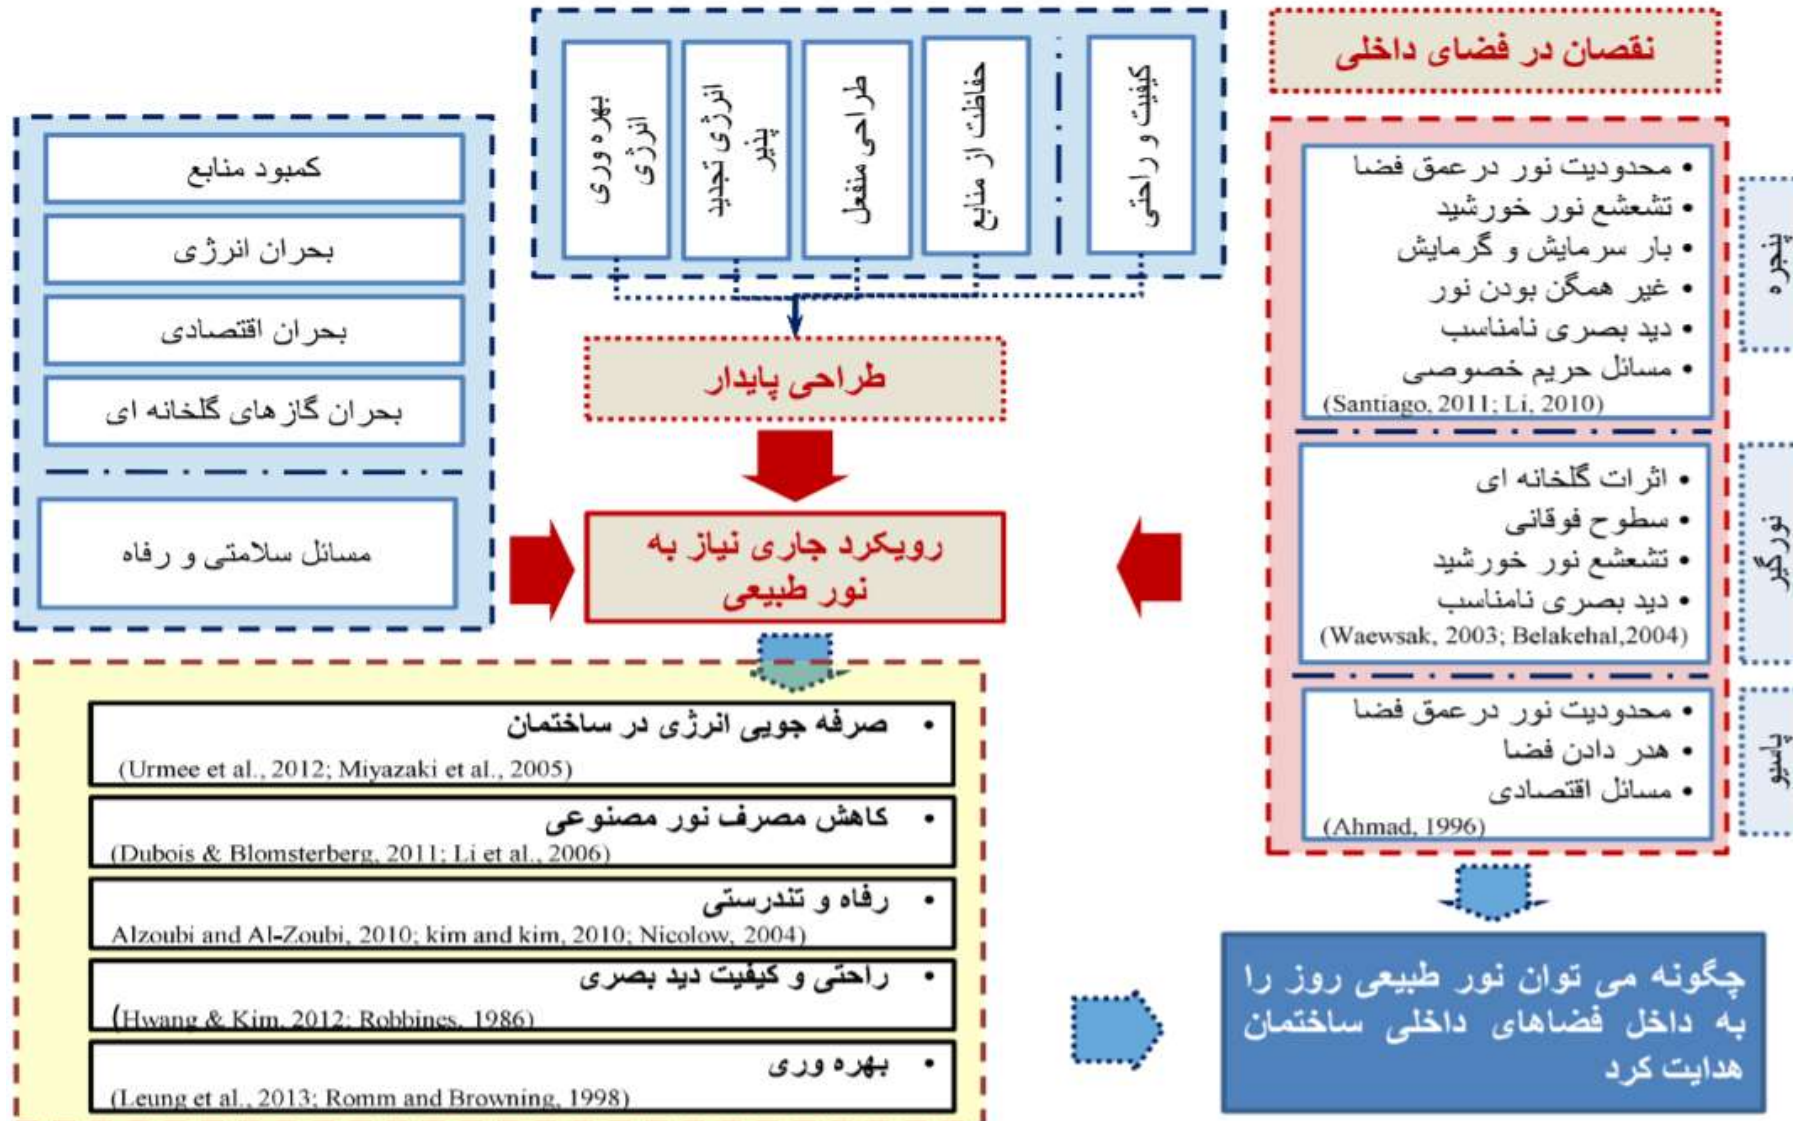 نقصان در فضای داخلی
• محدودیت نور در عمق فضا
• تشعشع نور خورشید
• بار سرمایش و گرمایش
• غیر همگن بودن نور
• دید بصری نامناسب
• مسائل حریم خصوصی
(Santiago, 2011; Li, 2010)
پنجره
• اثرات گلخانه ای
• سطوح فوقانی
• تشعشع نور خورشید
• دید بصری نامناسب
(Waewsak, 2003; Belakehal,2004)
نورگیر
• محدودیت نور در عمق فضا
• هدر دادن فضا
• مسائل اقتصادی
(Ahmad, 1996)
پاسیو
کیفیت و راحتی
حفاظت از منابع
طراحی منفعل
انرژی تجدید
پذیر
بهره وری
انرژی
طراحی پایدار
رویکرد جاری نیاز به
نور طبیعی
کمبود منابع
بحران انرژی
بحران اقتصادی
بحران گازهای گلخانه ای
مسائل سلامتی و رفاه
• صرفه جویی انرژی در ساختمان
(Urmee et al., 2012; Miyazaki et al., 2005)
• کاهش مصرف نور مصنوعی
(Dubois & Blomsterberg, 2011; Li et al., 2006)
• رفاه و تندرستی
Alzoubi and Al-Zoubi, 2010; kim and kim, 2010; Nicolow, 2004)
• راحتی و کیفیت دید بصری
(Hwang & Kim, 2012; Robbines, 1986)
• بهره وری
(Leung et al., 2013; Romm and Browning, 1998)
چگونه می توان نور طبیعی روز را
به داخل فضاهای داخلی ساختمان
هدایت کرد